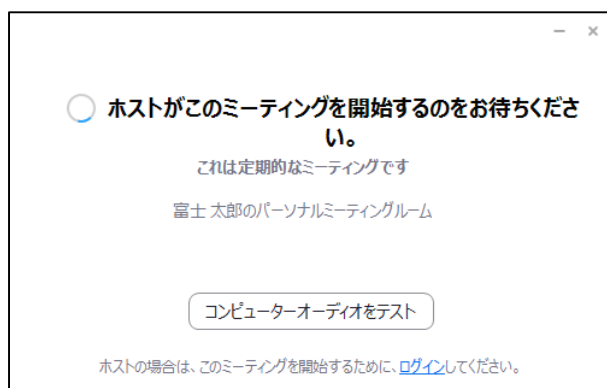 ホストがこのミーティングを開始するのをお待ちくださ
い。
これは定期的なミーティングです
富士 太郎のパーソナルミーティングルーム
コンピューターオーディオをテスト
ホストの場合は、このミーティングを開始するために、ログインしてください。